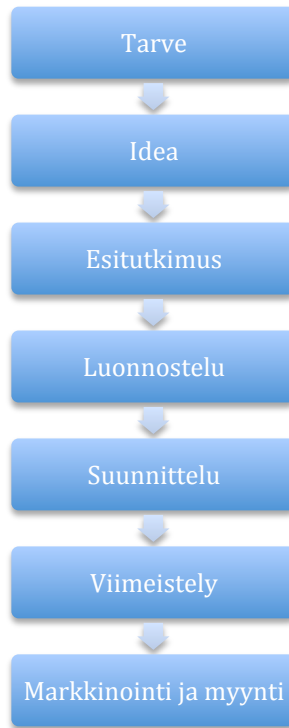 Tarve
Idea
Esitutkimus
Luonnostelu
Suunnittelu
Viimeistely
Markkinointi ja myynti